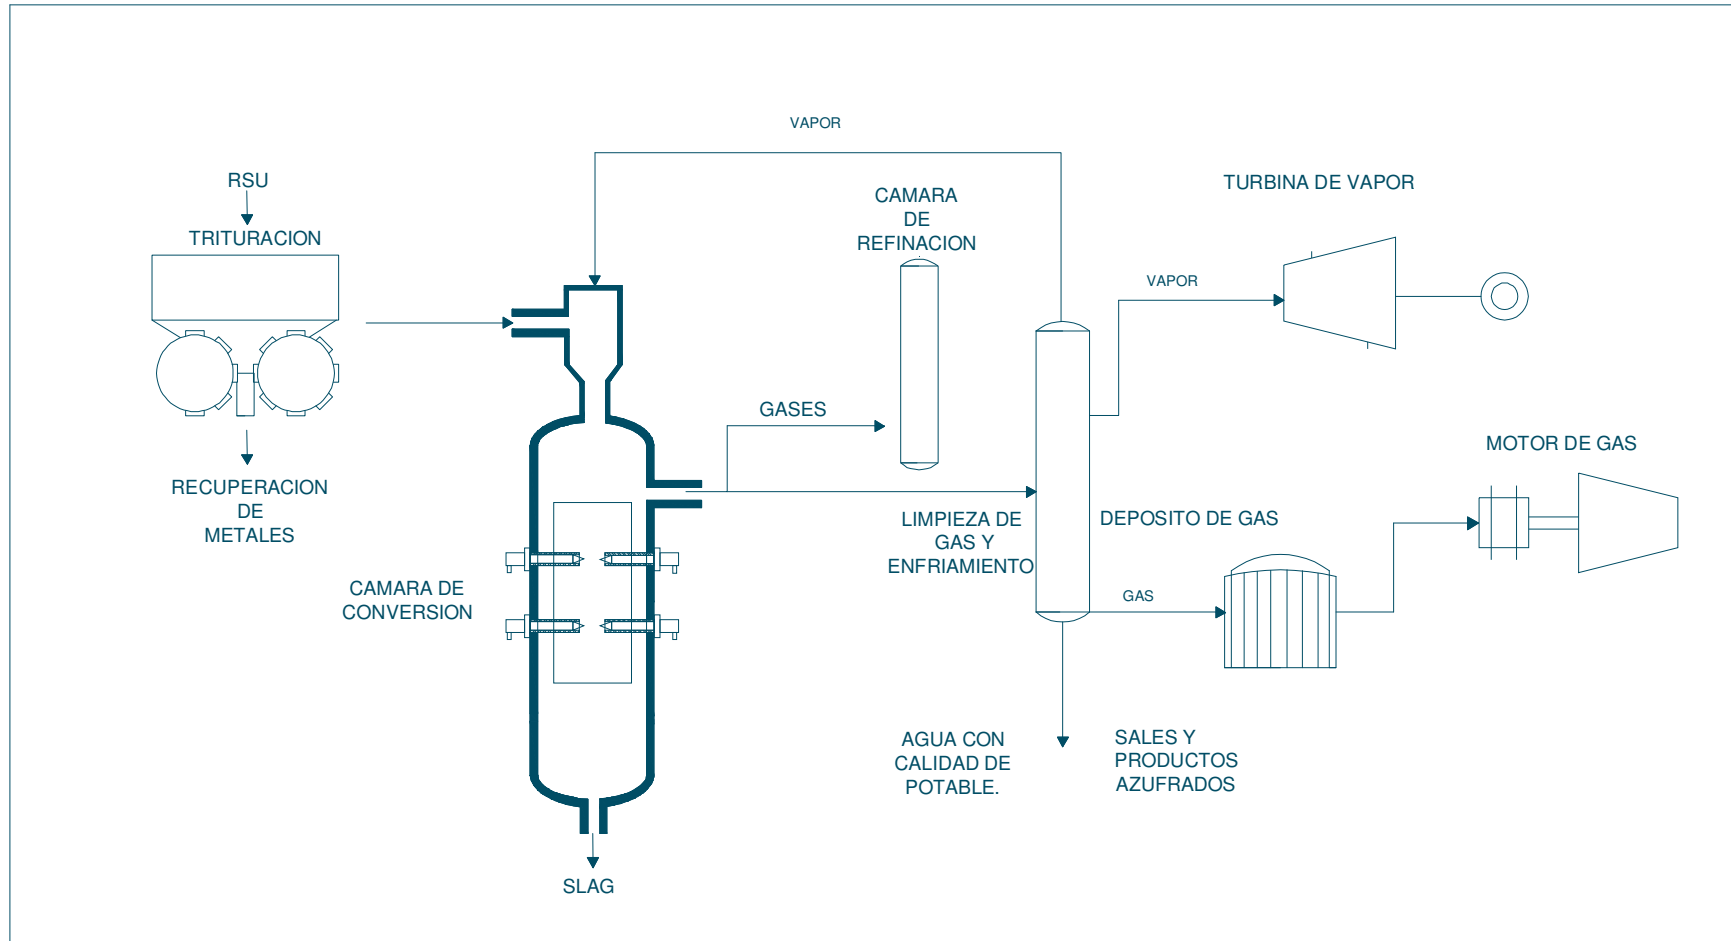 VAPOR
RSU
TRITURACION
RECUPERACION
DE
METALES
CAMARA DE
CONVERSION
SLAG
GASES
CAMARA
DE
REFINACION
LIMPIEZA DE
GAS Y
ENFRIAMIENTO
AGUA CON
CALIDAD DE
POTABLE.
SALES Y
PRODUCTOS
AZUFRADOS
VAPOR
TURBINA DE VAPOR
DEPOSITO DE GAS
GAS
MOTOR DE GAS